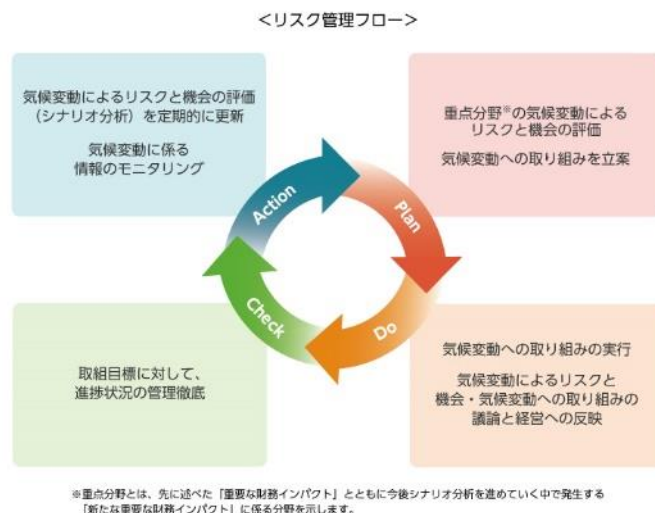 <リスク管理フロー>
気候変動によるリスクと機会の評価
(シナリオ分析)を定期的に更新
気候変動に係る
情報のモニタリング
重点分野※の気候変動による
リスクと機会の評価
気候変動への取り組みを立案
Action
Plan
Check
Do
取組目標に対して、
進捗状況の管理徹底
気候変動への取り組みの実行
気候変動によるリスクと
機会・気候変動への取り組みの
議論と経営への反映
※重点分野とは、先に述べた「重要な財務インパクト」とともに今後シナリオ分析を進めていく中で発生する
「新たな重要な財務インパクト」に係る分野を示します。